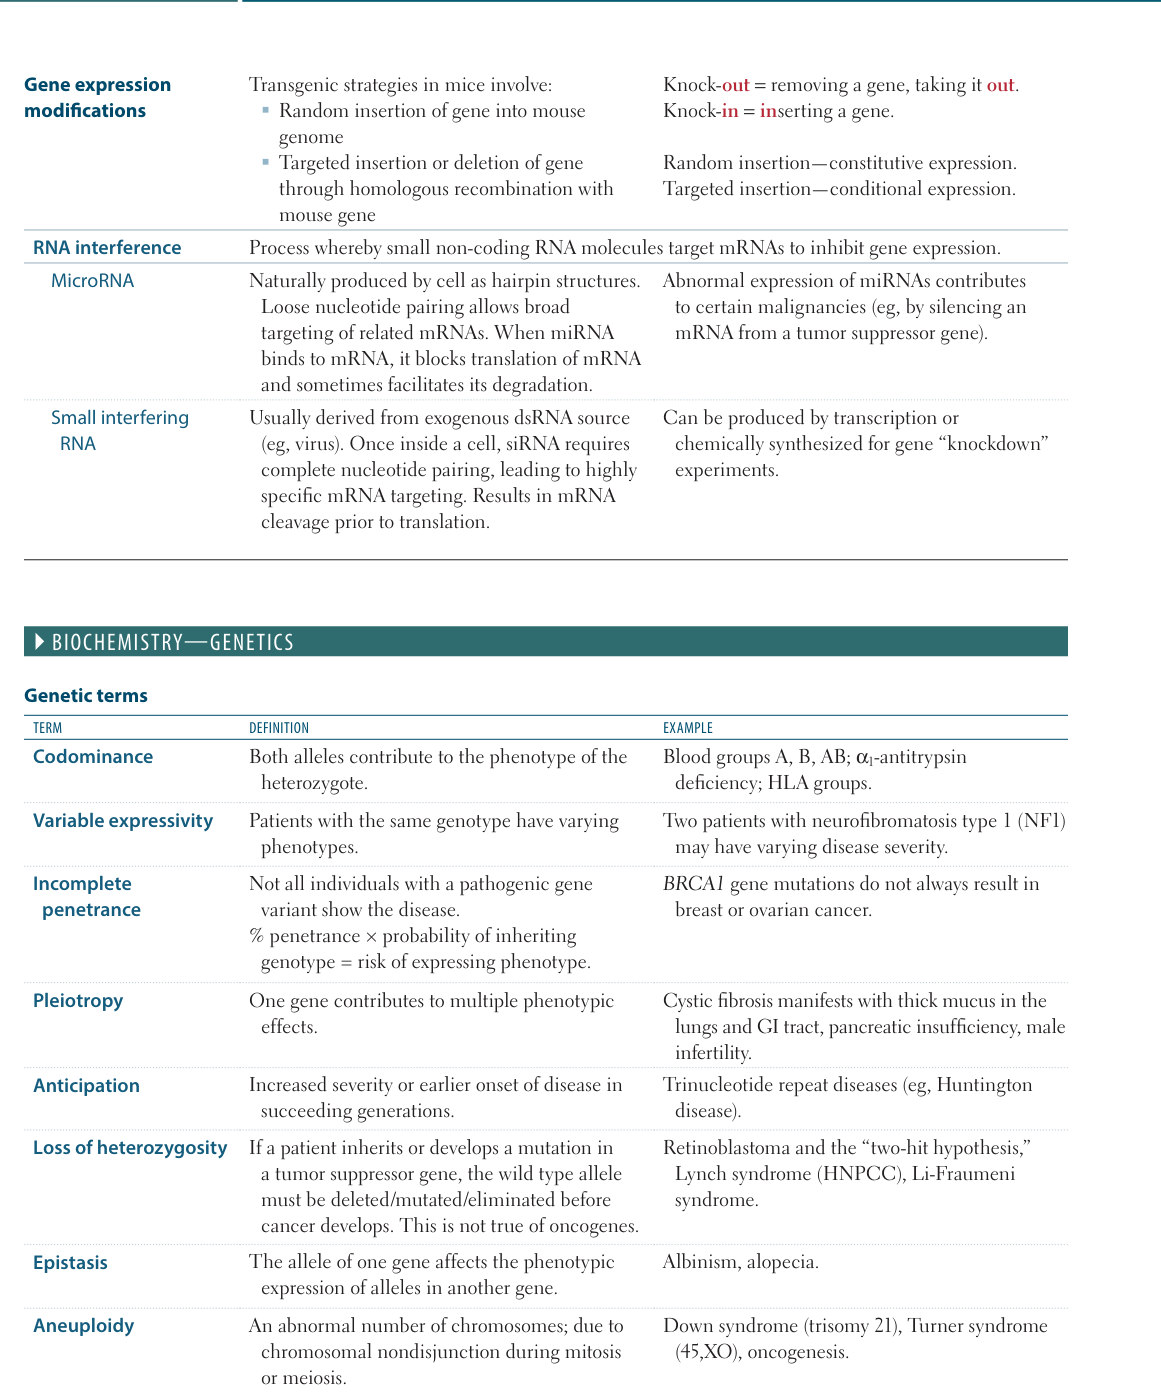 Gene expression
modifications
Transgenic strategies in mice involve:
▪ Random insertion of gene into mouse
genome
▪ Targeted insertion or deletion of gene
through homologous recombination with
mouse gene
Knock-out = removing a gene, taking it out.
Knock-in = inserting a gene.
Random insertion—constitutive expression.
Targeted insertion—conditional expression.
RNA interference
Process whereby small non-coding RNA molecules target mRNAs to inhibit gene expression.
MicroRNA
Naturally produced by cell as hairpin structures.
Loose nucleotide pairing allows broad
targeting of related mRNAs. When miRNA
binds to mRNA, it blocks translation of mRNA
and sometimes facilitates its degradation.
Abnormal expression of miRNAs contributes
to certain malignancies (eg, by silencing an
mRNA from a tumor suppressor gene).
Small interfering
RNA
Usually derived from exogenous dsRNA source
(eg, virus). Once inside a cell, siRNA requires
complete nucleotide pairing, leading to highly
specific mRNA targeting. Results in mRNA
cleavage prior to translation.
Can be produced by transcription or
chemically synthesized for gene “knockdown”
experiments.
BIOCHEMISTRY—GENETICS
Genetic terms
TERM
DEFINITION
EXAMPLE
Codominance
Both alleles contribute to the phenotype of the
heterozygote.
Blood groups A, B, AB; α1-antitrypsin
deficiency; HLA groups.
Variable expressivity
Patients with the same genotype have varying
phenotypes.
Two patients with neurofibromatosis type 1 (NF1)
may have varying disease severity.
Incomplete
penetrance
Not all individuals with a pathogenic gene
variant show the disease.
% penetrance × probability of inheriting
genotype = risk of expressing phenotype.
BRCA1 gene mutations do not always result in
breast or ovarian cancer.
Pleiotropy
One gene contributes to multiple phenotypic
effects.
Cystic fibrosis manifests with thick mucus in the
lungs and GI tract, pancreatic insufficiency, male
infertility.
Anticipation
Increased severity or earlier onset of disease in
succeeding generations.
Trinucleotide repeat diseases (eg, Huntington
disease).
Loss of heterozygosity
If a patient inherits or develops a mutation in
a tumor suppressor gene, the wild type allele
must be deleted/mutated/eliminated before
cancer develops. This is not true of oncogenes.
Retinoblastoma and the “two-hit hypothesis,”
Lynch syndrome (HNPCC), Li-Fraumeni
syndrome.
Epistasis
The allele of one gene affects the phenotypic
expression of alleles in another gene.
Albinism, alopecia.
Aneuploidy
An abnormal number of chromosomes; due to
chromosomal nondisjunction during mitosis
or meiosis.
Down syndrome (trisomy 21), Turner syndrome
(45,XO), oncogenesis.